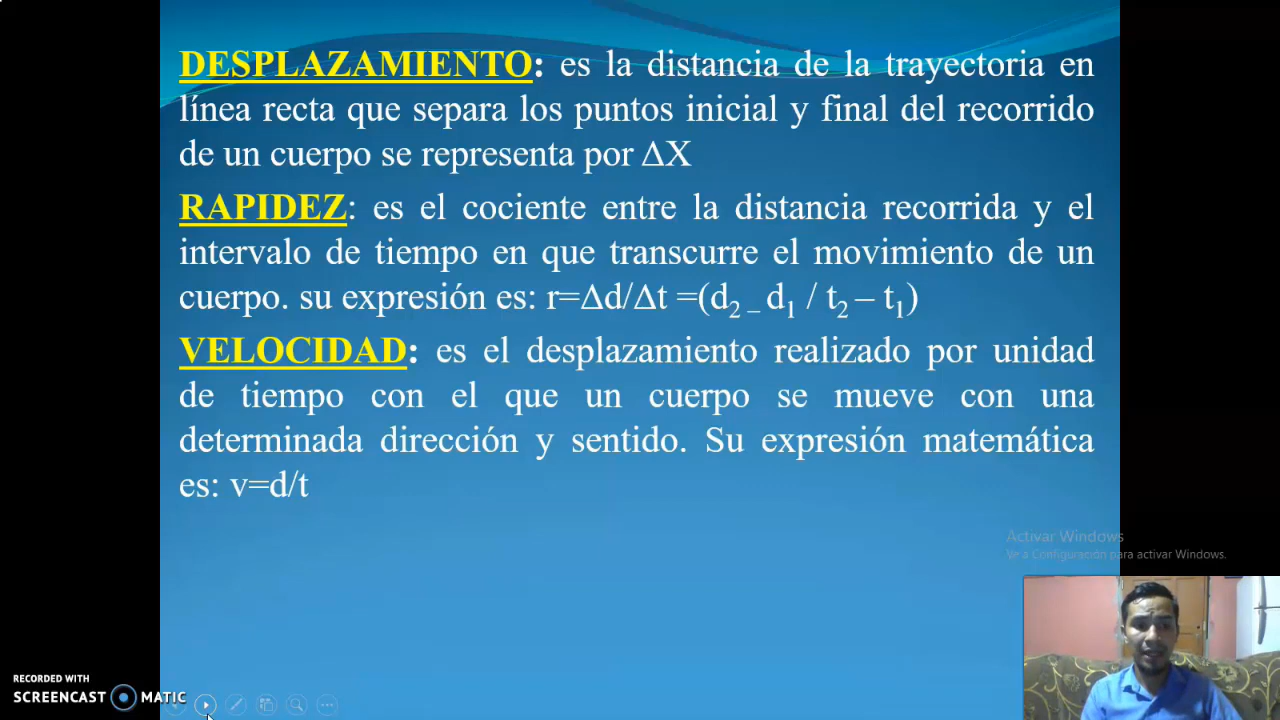 DESPLAZAMIENTO: es la distancia de la trayectoria en
línea recta que separa los puntos inicial y final del recorrido
de un cuerpo se representa por ΔX
RAPIDEZ: es el cociente entre la distancia recorrida y el
intervalo de tiempo en que transcurre el movimiento de un
cuerpo. su expresión es: r=Δd/Δt =(d₂ – d₁ / t₂ – t₁)
VELOCIDAD: es el desplazamiento realizado por unidad
de tiempo con el que un cuerpo se mueve con una
determinada dirección y sentido. Su expresión matemática
es: v=d/t
Activar Windows
Ve a Configuración para activar Windows.
RECORDED WITH
SCREENCAST MATIC